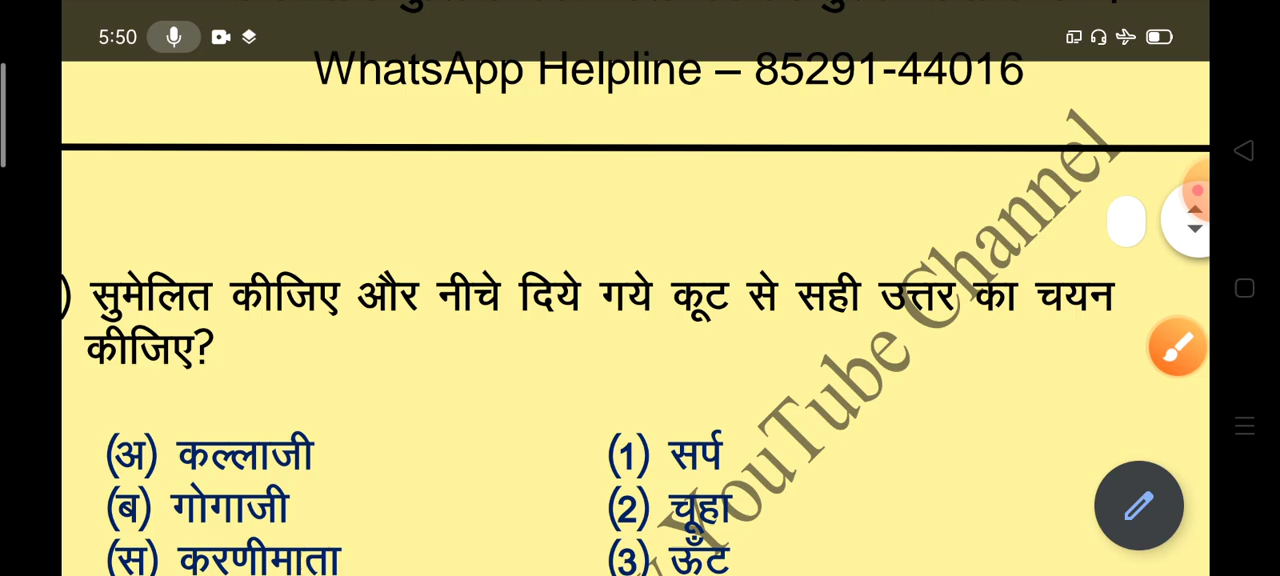 5:50
WhatsApp Helpline – 85291-44016
) सुमेलित कीजिए और नीचे दिये गये कूट से सही उत्तर का चयन
कीजिए?
(अ) कल्लाजी (1) सर्प
(ब) गोगाजी (2) चूहा
(स) करणीमाता (3) ऊँट
YouTube Channel